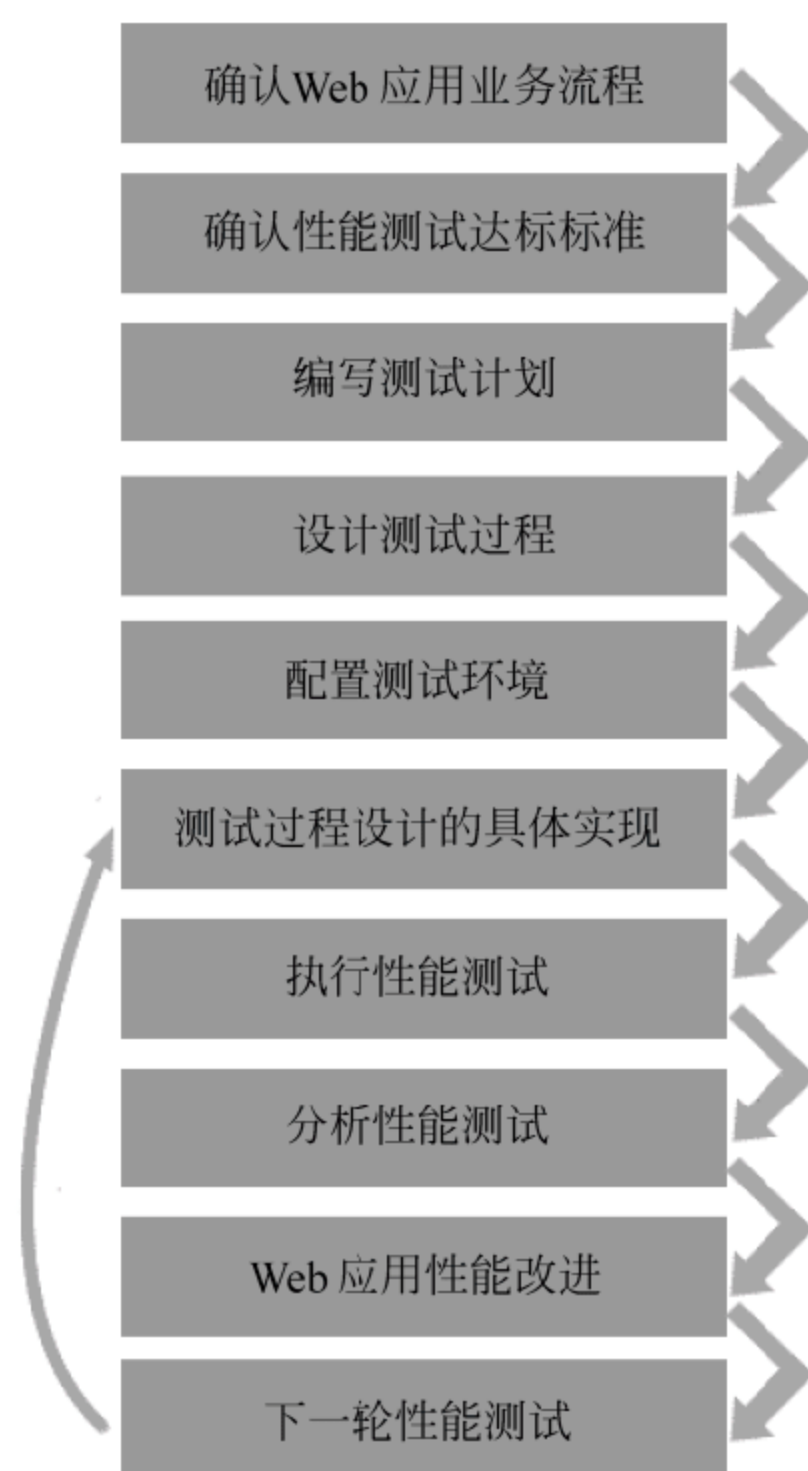 确认Web 应用业务流程
确认性能测试达标标准
编写测试计划
设计测试过程
配置测试环境
测试过程设计的具体实现
执行性能测试
分析性能测试
Web 应用性能改进
下一轮性能测试